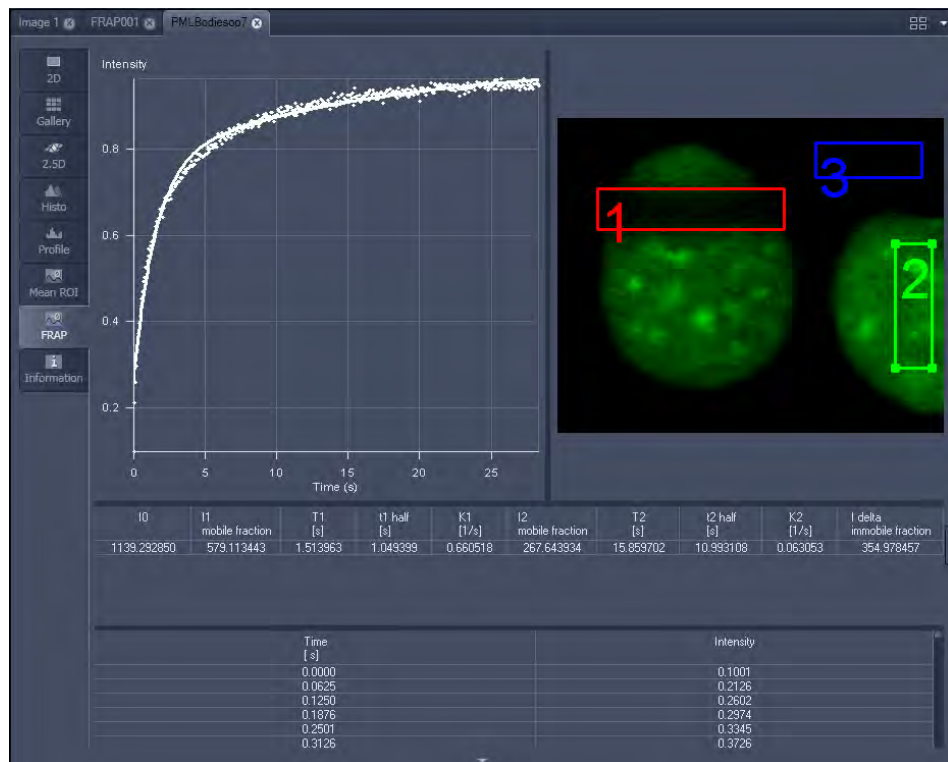 Image 1
FRAP001
PMLBodiesoo7
2D
Gallery
2.5D
Histo
Profile
Mean ROI
FRAP
i
Information
Intensity
0.8
0.6
0.4
0.2
0 5 10 15 20 25
Time (s)
1
3
2
I0 I1 T1 t1 half K1 I2 T2 t2 half K2 I delta
mobile fraction [s] [s] [1/s] mobile fraction [s] [s] [1/s] immobile fraction
1139.292850 579.113443 1.513963 1.049399 0.660518 267.643934 15.859702 10.993108 0.063053 354.978457
Time Intensity
[ s]
0.0000 0.1001
0.0625 0.2126
0.1250 0.2602
0.1876 0.2974
0.2501 0.3345
0.3126 0.3726